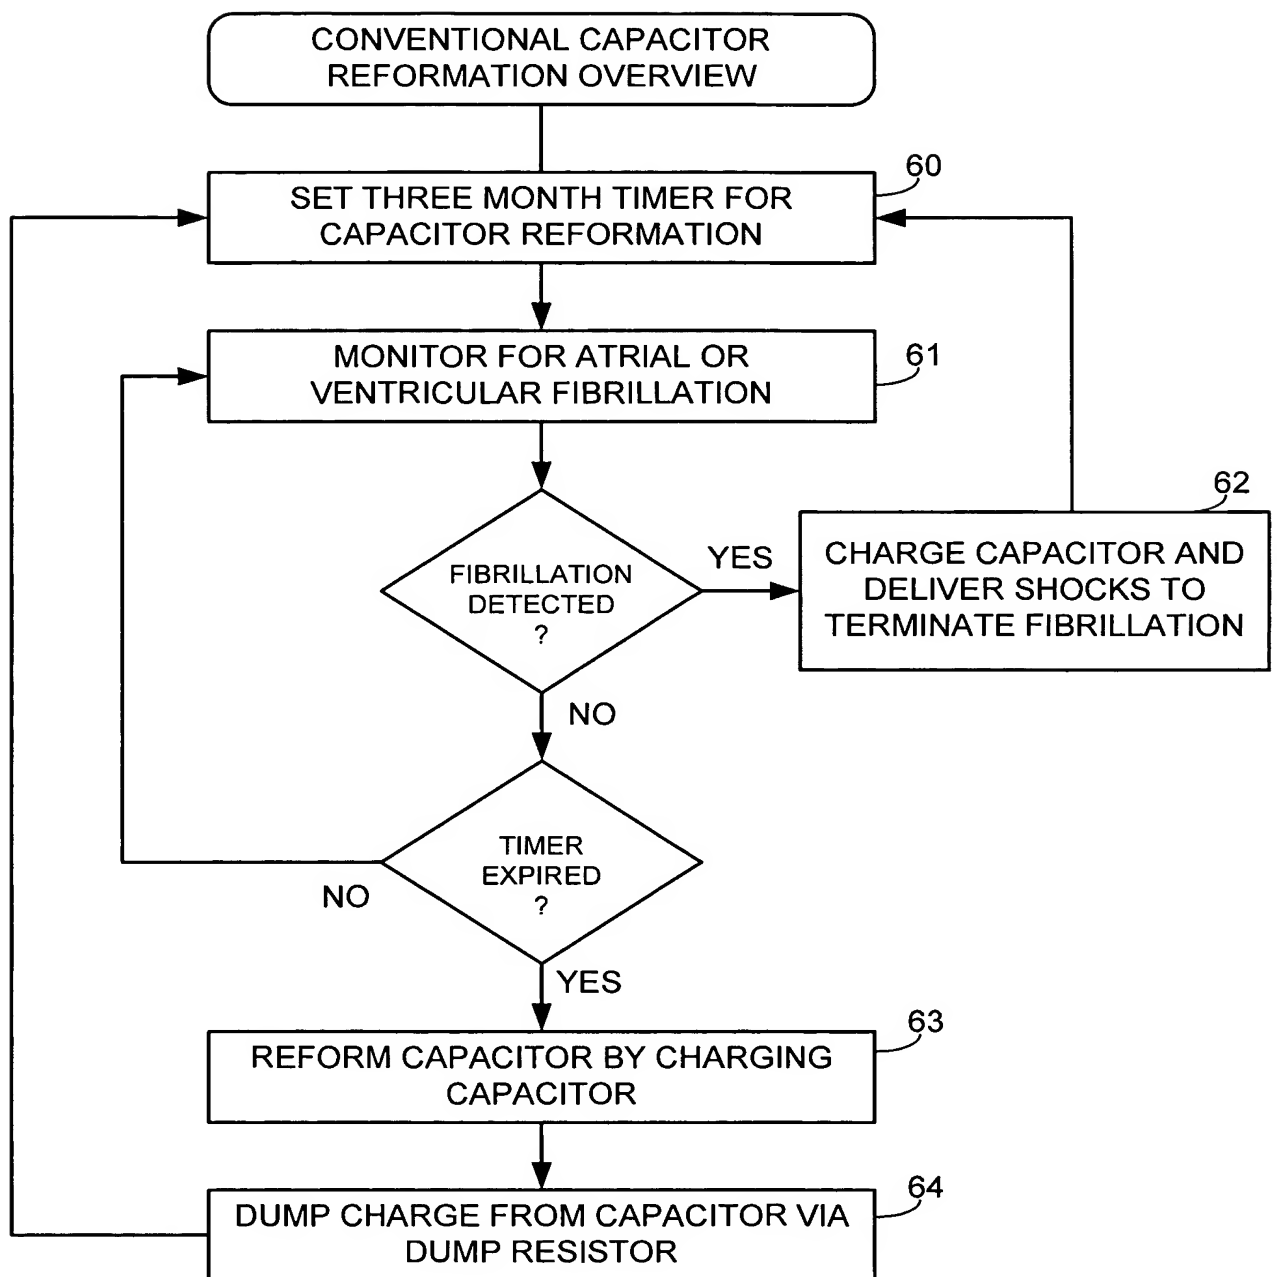 CONVENTIONAL CAPACITOR
REFORMATION OVERVIEW
60
SET THREE MONTH TIMER FOR
CAPACITOR REFORMATION
61
MONITOR FOR ATRIAL OR
VENTRICULAR FIBRILLATION
62
FIBRILLATION
DETECTED
?
YES
CHARGE CAPACITOR AND
DELIVER SHOCKS TO
TERMINATE FIBRILLATION
NO
TIMER
EXPIRED
?
NO
YES
63
REFORM CAPACITOR BY CHARGING
CAPACITOR
64
DUMP CHARGE FROM CAPACITOR VIA
DUMP RESISTOR